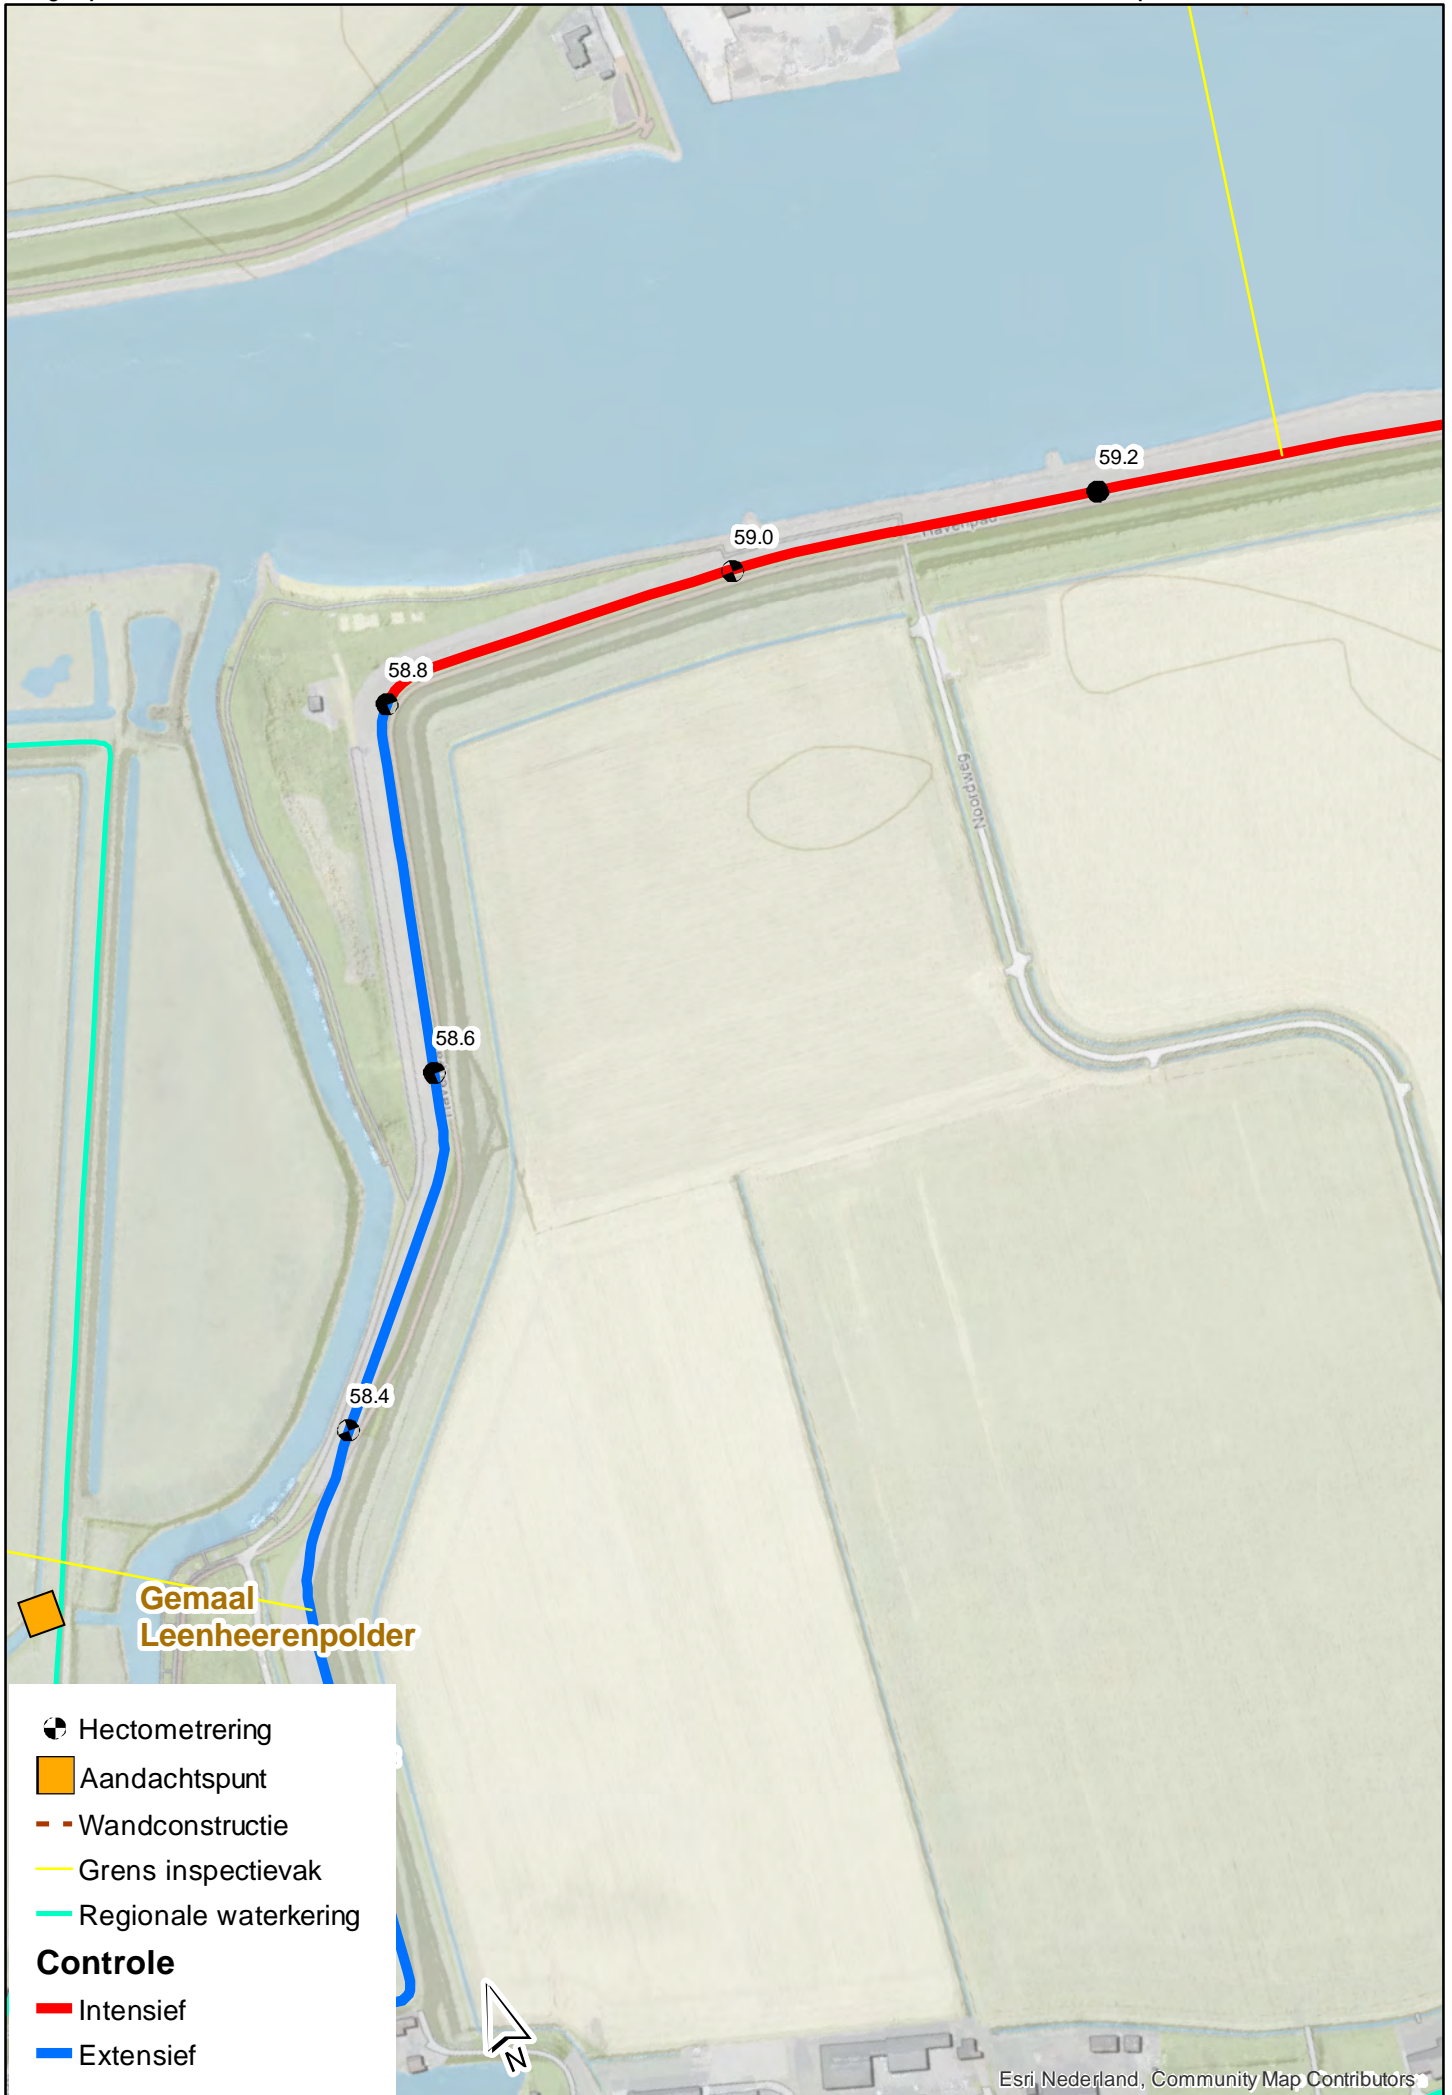 59.2
59.0
58.8
Noordweg
58.6
58.4
Gemaal
Leenheerenpolder
Hectometrering
Aandachtspunt
Wandconstructie
Grens inspectievak
Regionale waterkering
Controle
Intensief
Extensief
N
Esri Nederland, Community Map Contributors